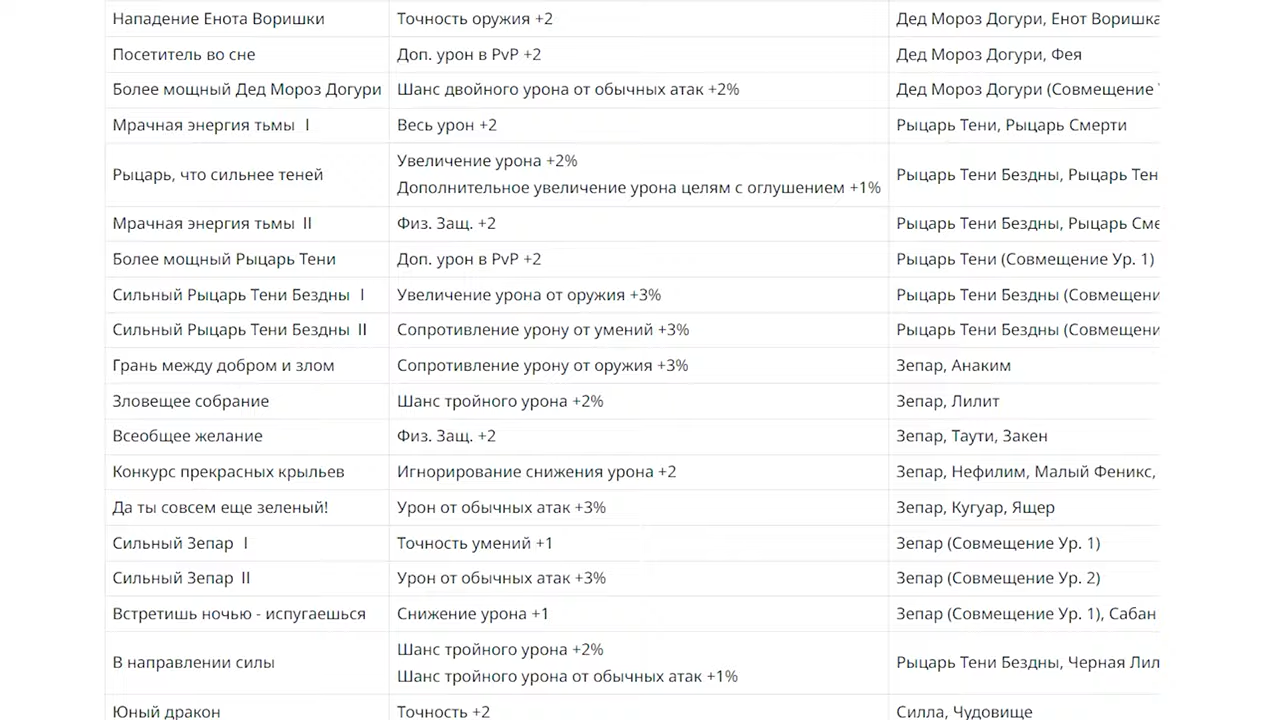 Нападение Енота Воришки Точность оружия +2 Дед Мороз Догури, Енот Воришка
Посетитель во сне Доп. урон в PvP +2 Дед Мороз Догури, Фея
Более мощный Дед Мороз Догури Шанс двойного урона от обычных атак +2% Дед Мороз Догури (Совмещение
Мрачная энергия тьмы I Весь урон +2 Рыцарь Тени, Рыцарь Смерти
Увеличение урона +2%
Рыцарь, что сильнее теней Рыцарь Тени Бездны, Рыцарь Тен
Дополнительное увеличение урона целям с оглушением +1%
Мрачная энергия тьмы II Физ. Защ. +2 Рыцарь Тени Бездны, Рыцарь Сме
Более мощный Рыцарь Тени Доп. урон в PvP +2 Рыцарь Тени (Совмещение Ур. 1)
Сильный Рыцарь Тени Бездны I Увеличение урона от оружия +3% Рыцарь Тени Бездны (Совмещени
Сильный Рыцарь Тени Бездны II Сопротивление урону от умений +3% Рыцарь Тени Бездны (Совмещени
Грань между добром и злом Сопротивление урону от оружия +3% Зепар, Анаким
Зловещее собрание Шанс тройного урона +2% Зепар, Лилит
Всеобщее желание Физ. Защ. +2 Зепар, Таути, Закен
Конкурс прекрасных крыльев Игнорирование снижения урона +2 Зепар, Нефилим, Малый Феникс,
Да ты совсем еще зеленый! Урон от обычных атак +3% Зепар, Кугуар, Ящер
Сильный Зепар I Точность умений +1 Зепар (Совмещение Ур. 1)
Сильный Зепар II Урон от обычных атак +3% Зепар (Совмещение Ур. 2)
Встретишь ночью - испугаешься Снижение урона +1 Зепар (Совмещение Ур. 1), Сабан
Шанс тройного урона +2%
В направлении силы Рыцарь Тени Бездны, Черная Лил
Шанс тройного урона от обычных атак +1%
Юный дракон Точность +2 Силла, Чудовище